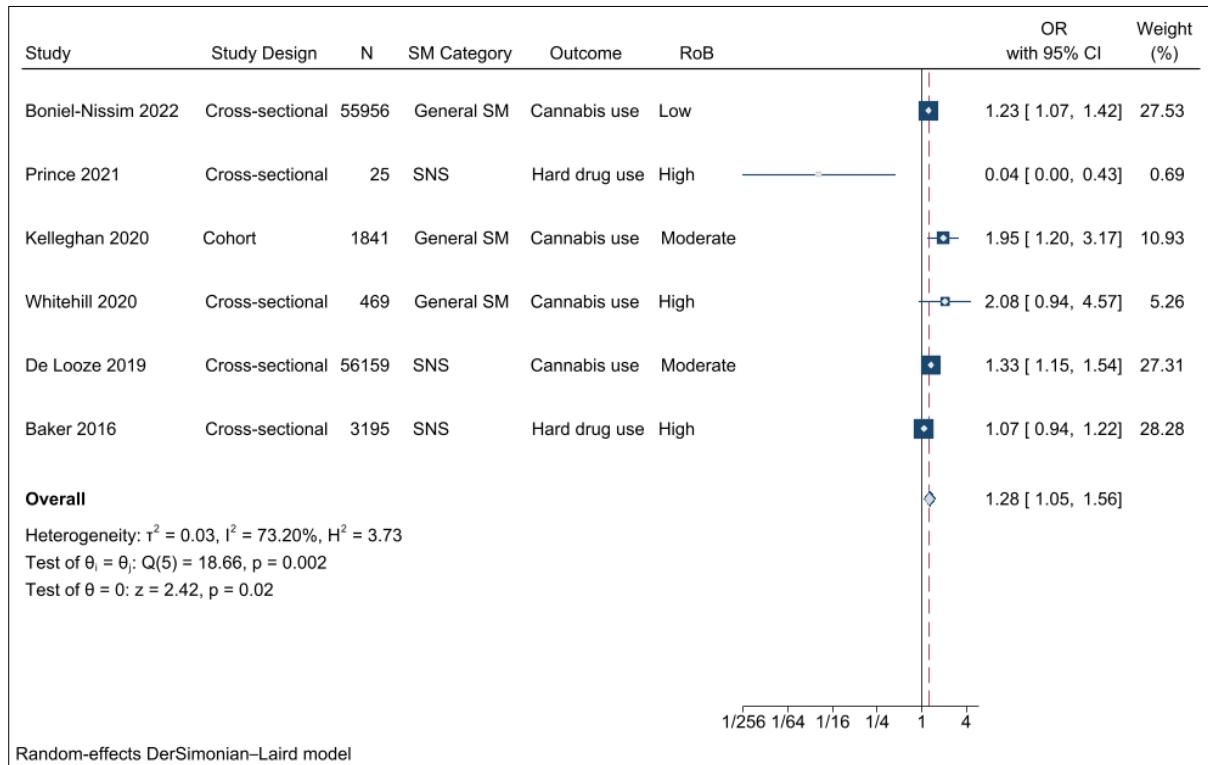 Study Study Design N SM Category Outcome RoB OR with 95% CI Weight (%)
Boniel-Nissim 2022 Cross-sectional 55956 General SM Cannabis use Low 1.23 [ 1.07, 1.42] 27.53
Prince 2021 Cross-sectional 25 SNS Hard drug use High 0.04 [ 0.00, 0.43] 0.69
Kelleghan 2020 Cohort 1841 General SM Cannabis use Moderate 1.95 [ 1.20, 3.17] 10.93
Whitehill 2020 Cross-sectional 469 General SM Cannabis use High 2.08 [ 0.94, 4.57] 5.26
De Looze 2019 Cross-sectional 56159 SNS Cannabis use Moderate 1.33 [ 1.15, 1.54] 27.31
Baker 2016 Cross-sectional 3195 SNS Hard drug use High 1.07 [ 0.94, 1.22] 28.28
Overall 1.28 [ 1.05, 1.56]
Heterogeneity: τ² = 0.03, I² = 73.20%, H² = 3.73
Test of θᵢ = θⱼ: Q(5) = 18.66, p = 0.002
Test of θ = 0: z = 2.42, p = 0.02
1/256 1/64 1/16 1/4 1 4
Random-effects DerSimonian–Laird model